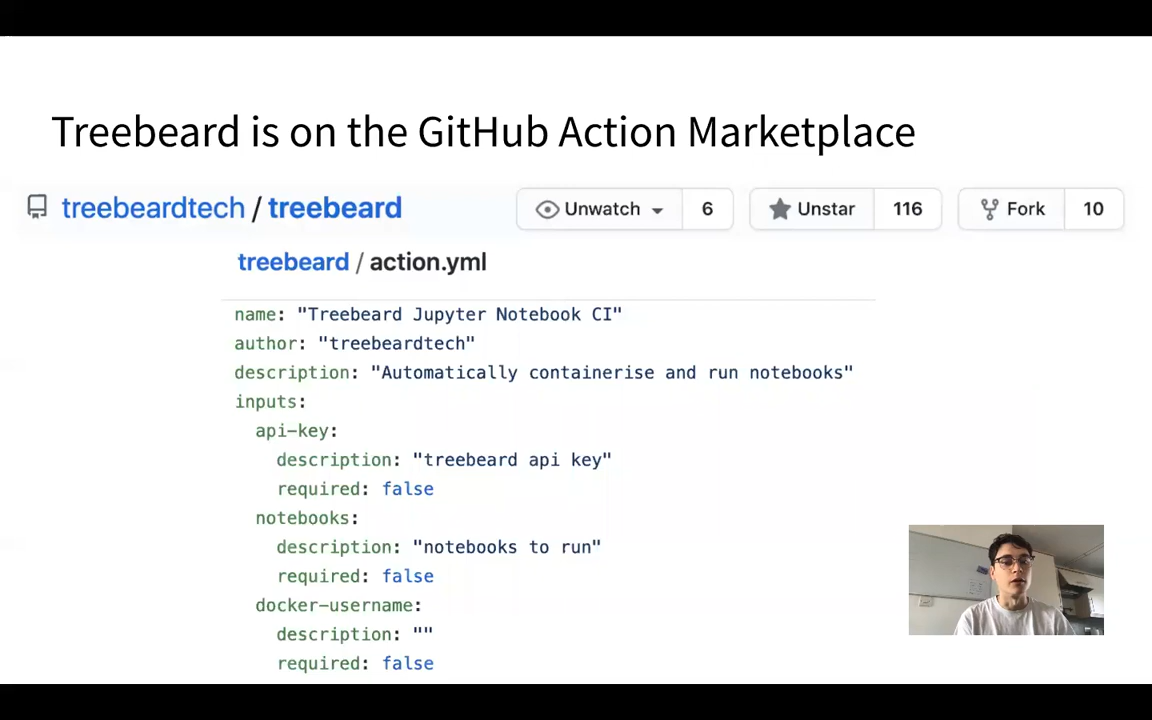 Treebeard is on the GitHub Action Marketplace
treebeardtech / treebeard Unwatch 6 Unstar 116 Fork 10
treebeard / action.yml
name: "Treebeard Jupyter Notebook CI"
author: "treebeardtech"
description: "Automatically containerise and run notebooks"
inputs:
api-key:
description: "treebeard api key"
required: false
notebooks:
description: "notebooks to run"
required: false
docker-username:
description: ""
required: false